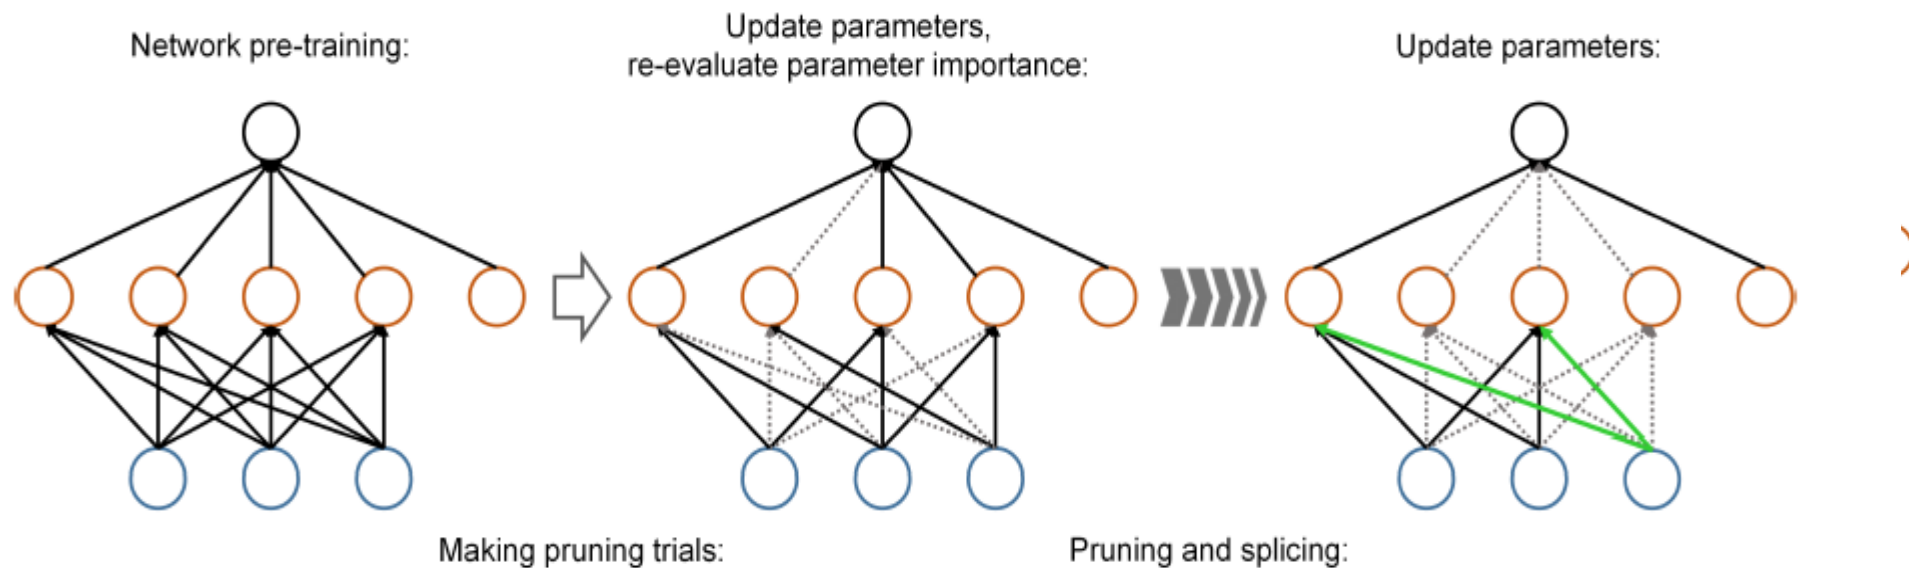 Network pre-training:
Update parameters,
re-evaluate parameter importance:
Update parameters:
Making pruning trials:
Pruning and splicing: